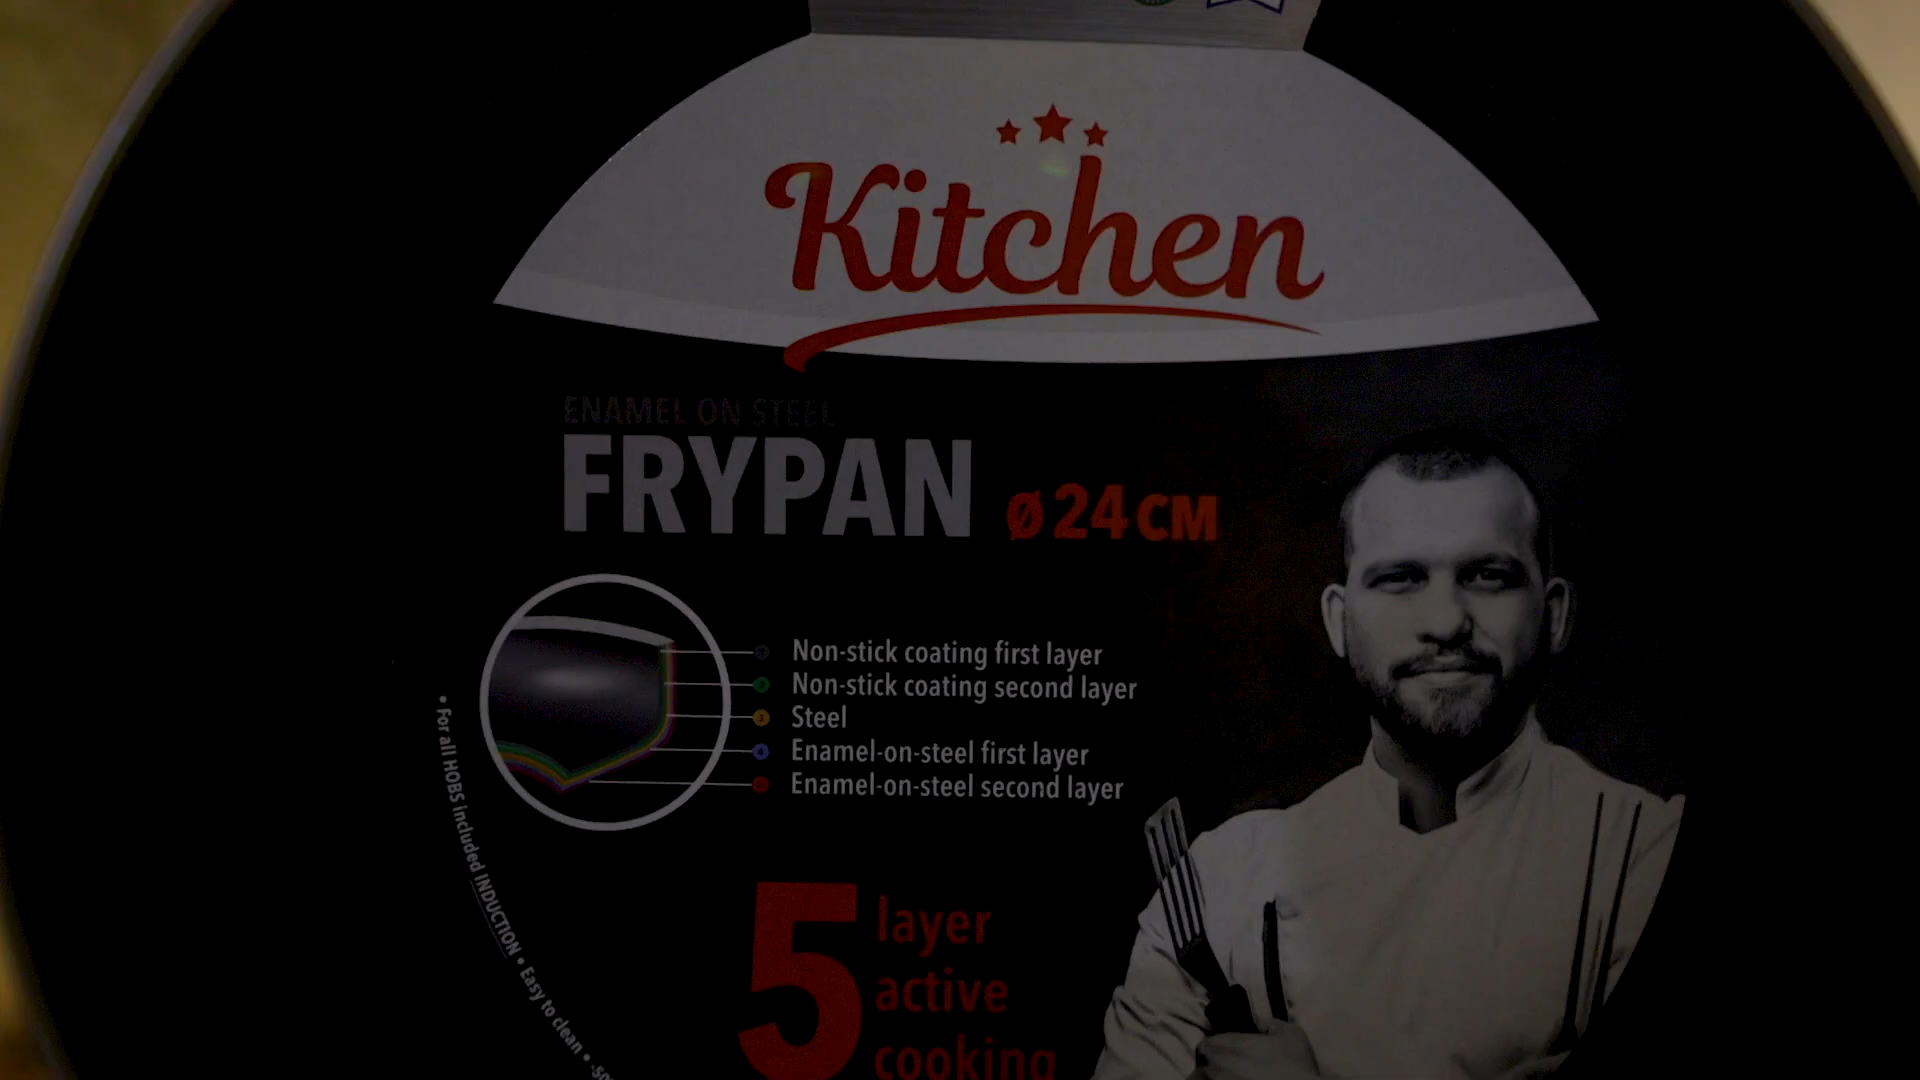 Kitchen
ENAMEL ON STEEL
FRYPAN ø 24 CM
Non-stick coating first layer
Non-stick coating second layer
Steel
Enamel-on-steel first layer
Enamel-on-steel second layer
• For all HOBS included INDUCTION • Easy to clean •
5 layer
active
cooking